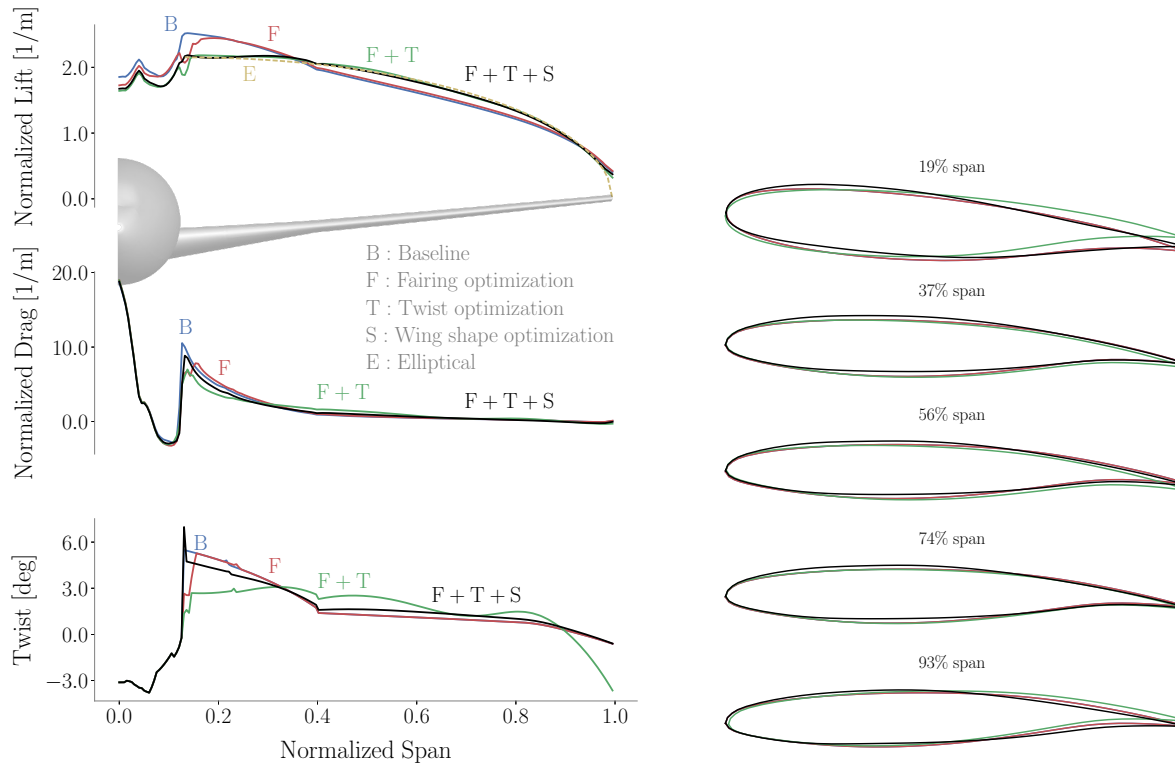 Normalized Lift [1/m]
2.0
1.0
0.0
B
F
E
F + T
F + T + S
B : Baseline
F : Fairing optimization
T : Twist optimization
S : Wing shape optimization
E : Elliptical
Normalized Drag [1/m]
20.0
10.0
0.0
B
F
F + T
F + T + S
Twist [deg]
6.0
3.0
0.0
−3.0
B
F
F + T
F + T + S
0.0 0.2 0.4 0.6 0.8 1.0
Normalized Span
19% span
37% span
56% span
74% span
93% span